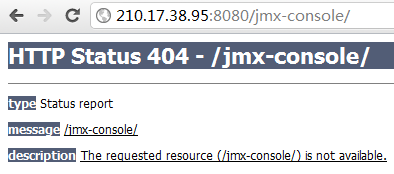 210.17.38.95:8080/jmx-console/
HTTP Status 404 - /jmx-console/
type Status report
message /jmx-console/
description The requested resource (/jmx-console/) is not available.